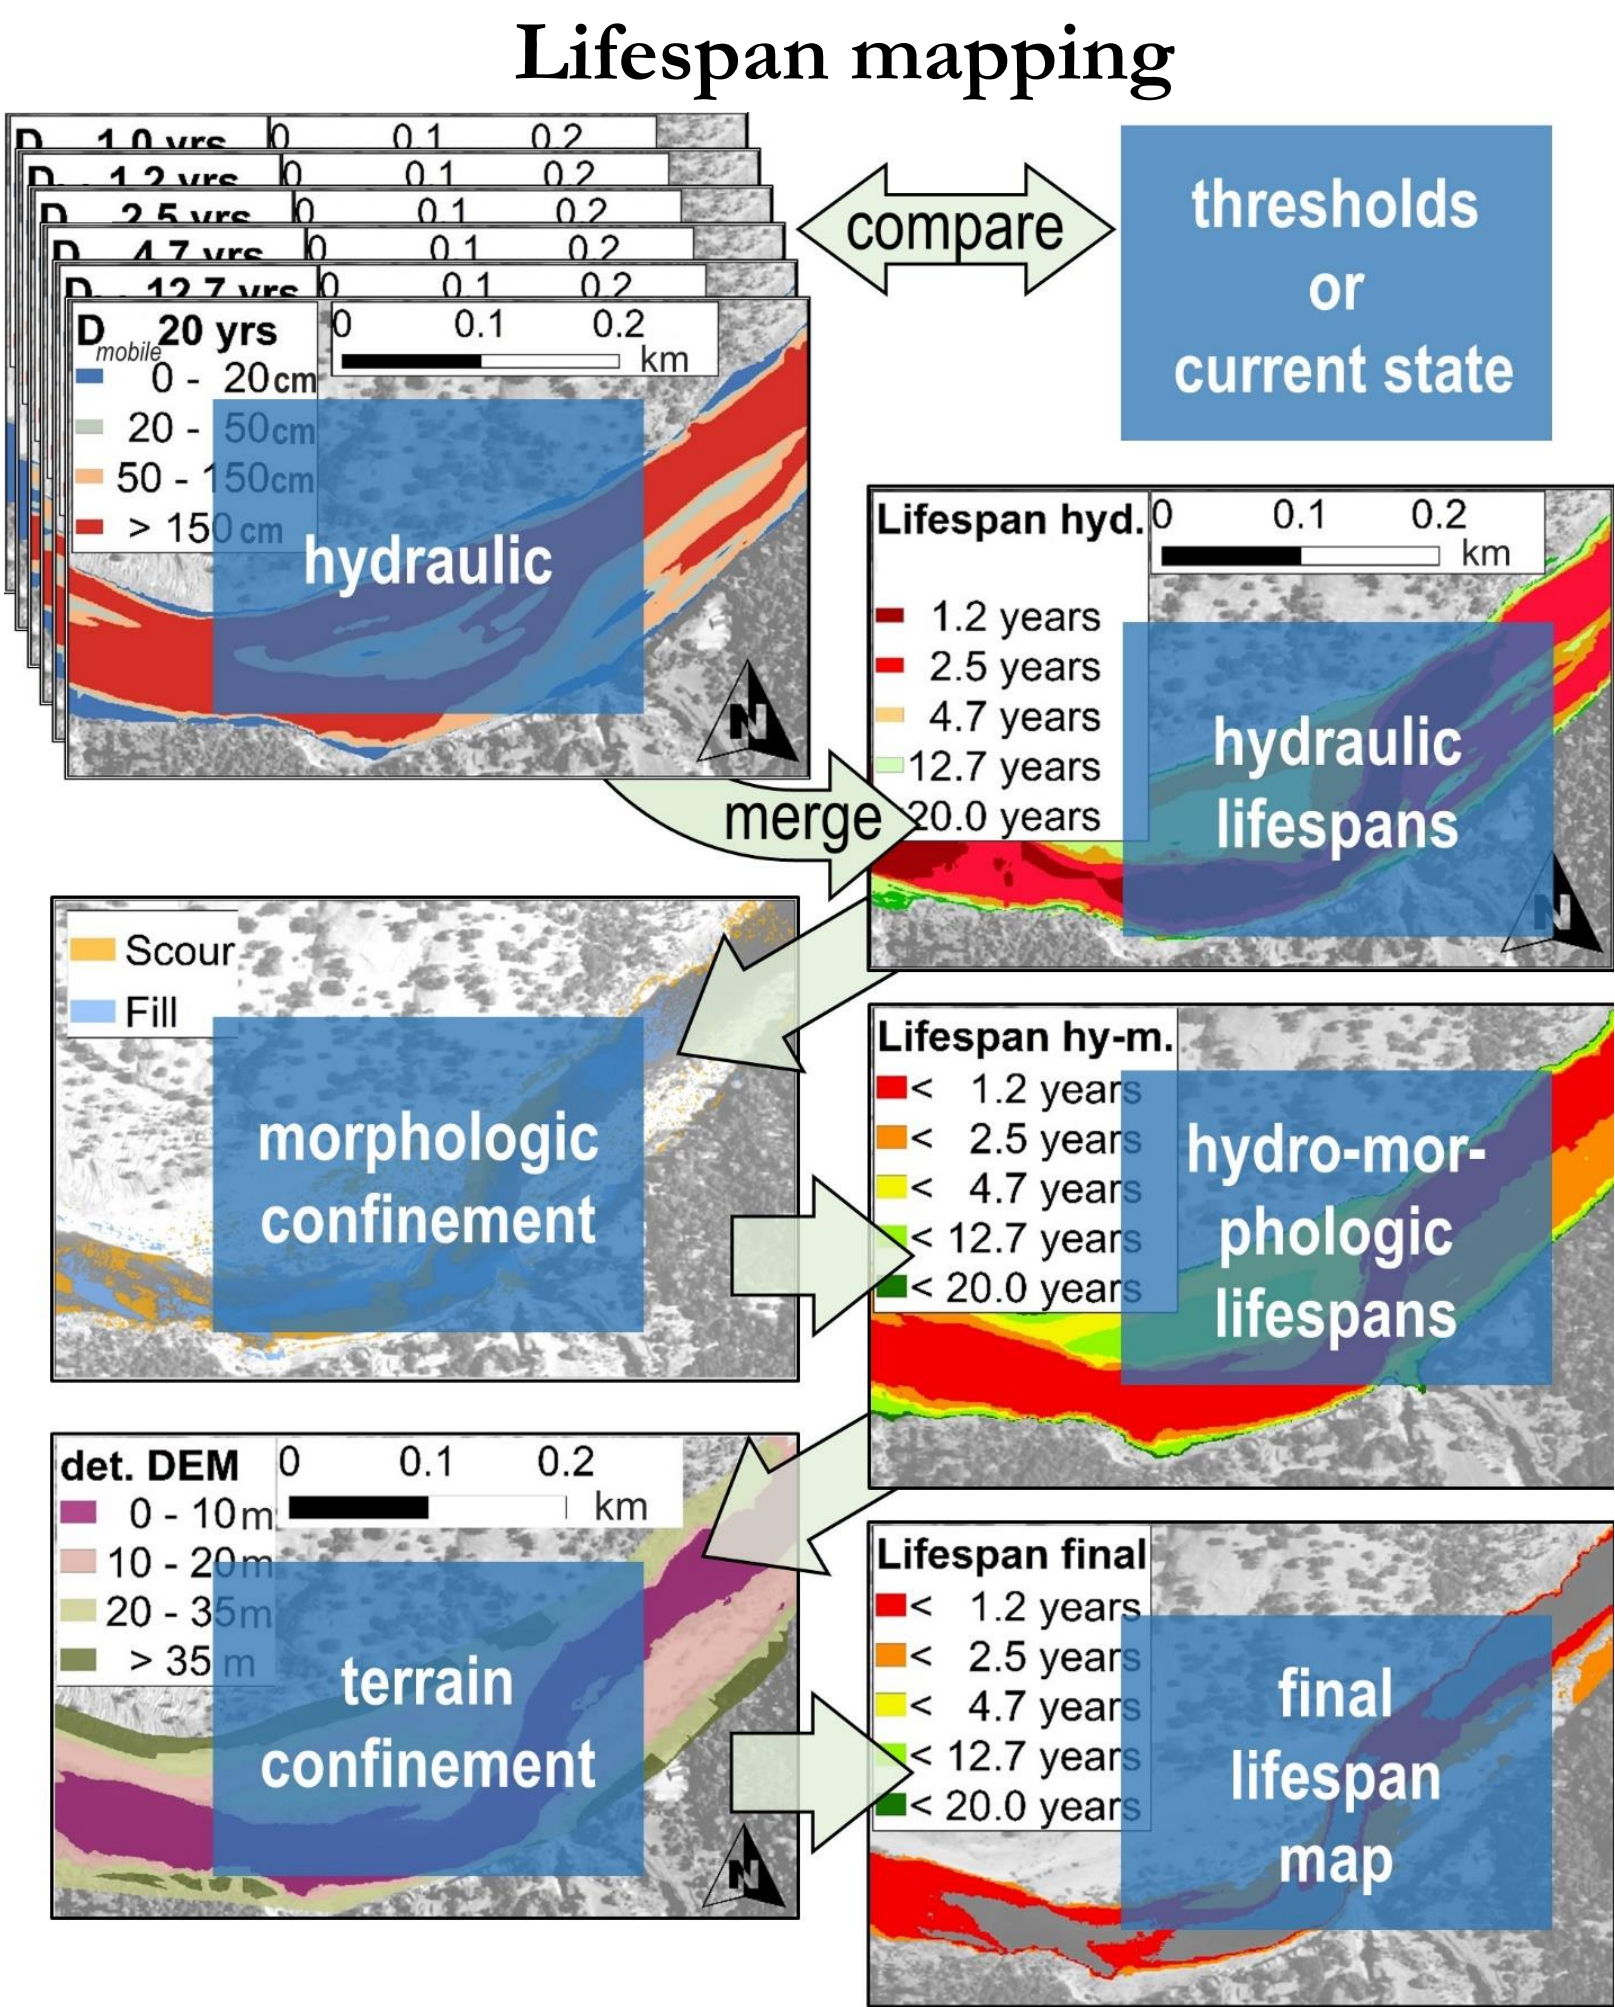 Lifespan mapping
D 1.0 yrs 0 0.1 0.2
D 1.2 yrs 0 0.1 0.2
D 2.5 yrs 0 0.1 0.2
D 4.7 yrs 0 0.1 0.2
D 12.7 yrs 0 0.1 0.2
D mobile 20 yrs 0 0.1 0.2
km
0 - 20cm
20 - 50cm
50 - 150cm
> 150 cm
hydraulic
N
compare
thresholds
or
current state
merge
Lifespan hyd. 0 0.1 0.2
km
1.2 years
2.5 years
4.7 years
12.7 years
20.0 years
hydraulic
lifespans
N
Scour
Fill
morphologic
confinement
Lifespan hy-m.
< 1.2 years
< 2.5 years
< 4.7 years
< 12.7 years
< 20.0 years
hydro-mor-
phologic
lifespans
det. DEM 0 0.1 0.2
km
0 - 10m
10 - 20m
20 - 35m
> 35 m
terrain
confinement
N
Lifespan final
< 1.2 years
< 2.5 years
< 4.7 years
< 12.7 years
< 20.0 years
final
lifespan
map